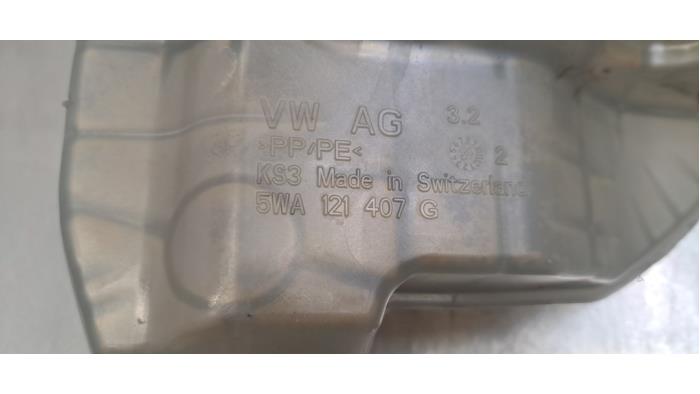 VW AG 3.2
>PP/PE< 2
KS3 Made in Switzerland
5WA 121 407 G